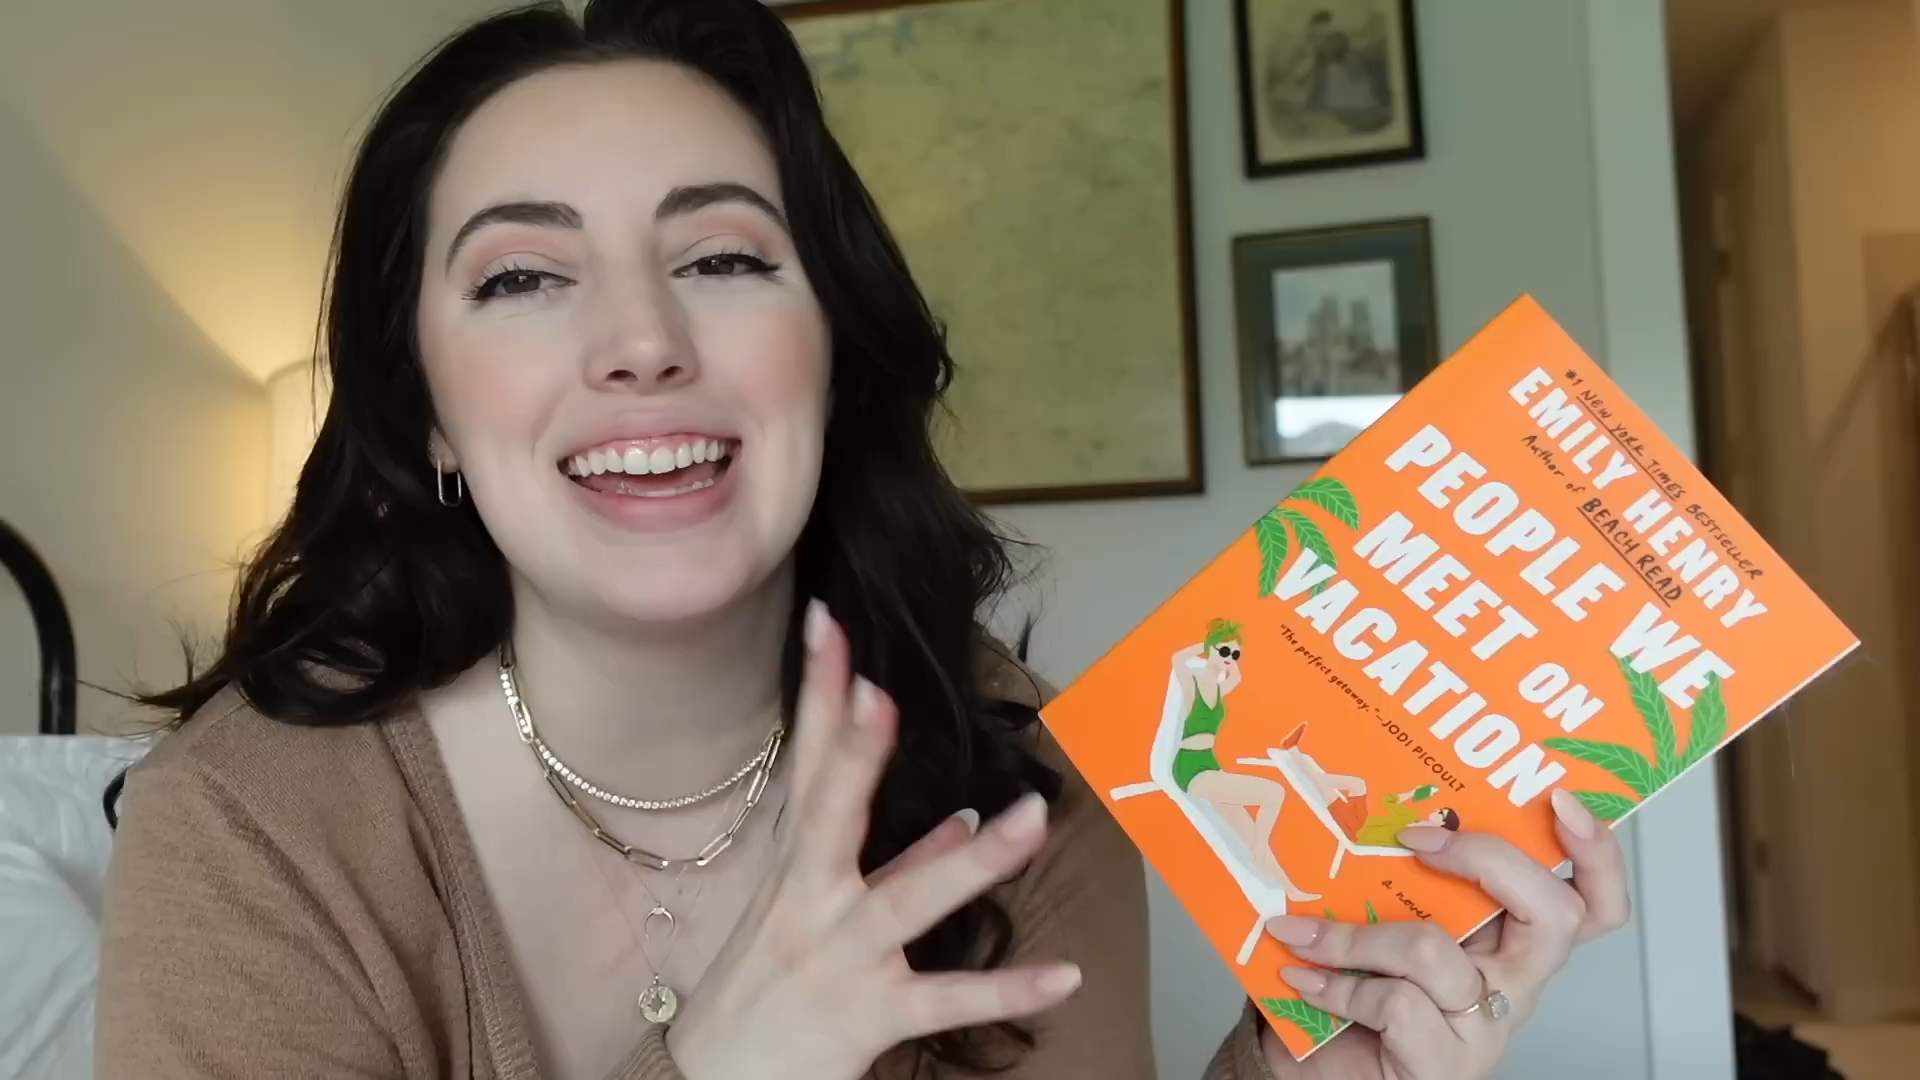 #1 NEW YORK TIMES BESTSELLER
Author of BEACH READ
EMILY HENRY
PEOPLE WE
MEET ON
VACATION
"The perfect getaway."—JODI PICOULT
a novel